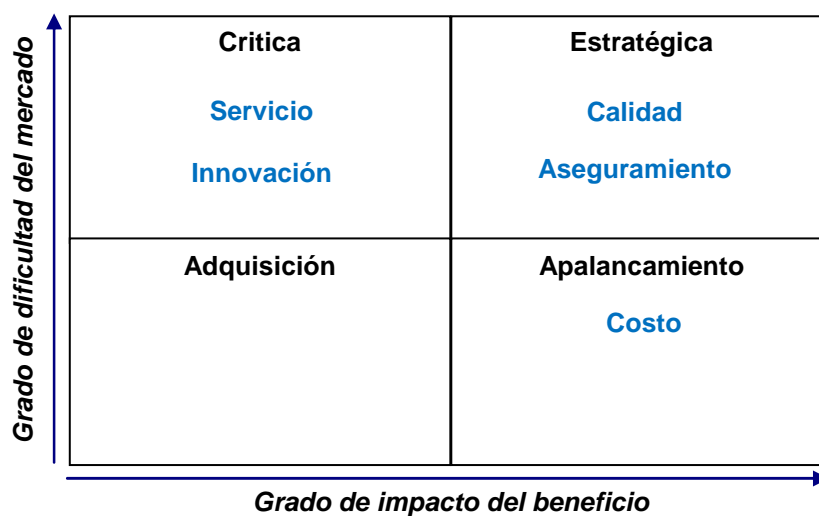 Grado de dificultad del mercado
Critica
Servicio
Innovación
Estratégica
Calidad
Aseguramiento
Adquisición
Apalancamiento
Costo
Grado de impacto del beneficio